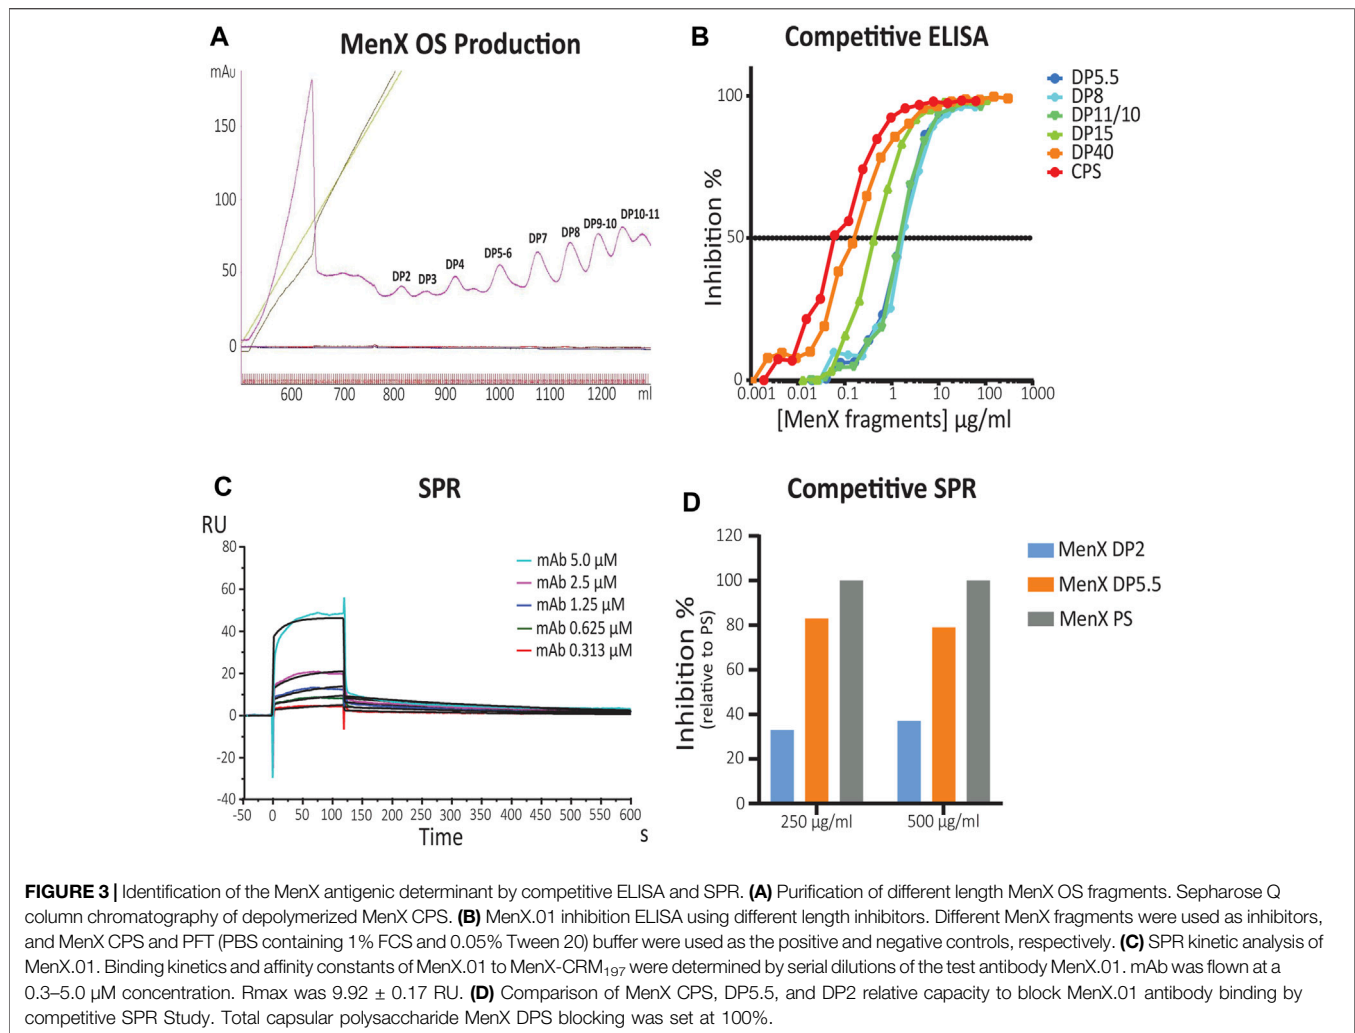 A
MenX OS Production
mAu
150
100
50
0
DP2
DP3
DP4
DP5-6
DP7
DP8
DP9-10
DP10-11
600
700
800
900
1000
1100
1200
ml
B
Competitive ELISA
Inhibition %
100
50
0
0.001
0.01
0.1
1
10
100
1000
[MenX fragments] µg/ml
DP5.5
DP8
DP11/10
DP15
DP40
CPS
C
SPR
RU
80
60
40
20
0
-20
-40
-50
0
50
100
150
200
250
300
350
400
450
500
550
600
Time
s
mAb 5.0 µM
mAb 2.5 µM
mAb 1.25 µM
mAb 0.625 µM
mAb 0.313 µM
D
Competitive SPR
Inhibition %
(relative to PS)
120
100
80
60
40
20
0
250 µg/ml
500 µg/ml
MenX DP2
MenX DP5.5
MenX PS
FIGURE 3 | Identification of the MenX antigenic determinant by competitive ELISA and SPR. (A) Purification of different length MenX OS fragments. Sepharose Q
column chromatography of depolymerized MenX CPS. (B) MenX.01 inhibition ELISA using different length inhibitors. Different MenX fragments were used as inhibitors,
and MenX CPS and PFT (PBS containing 1% FCS and 0.05% Tween 20) buffer were used as the positive and negative controls, respectively. (C) SPR kinetic analysis of
MenX.01. Binding kinetics and affinity constants of MenX.01 to MenX-CRM197 were determined by serial dilutions of the test antibody MenX.01. mAb was flown at a
0.3–5.0 µM concentration. Rmax was 9.92 ± 0.17 RU. (D) Comparison of MenX CPS, DP5.5, and DP2 relative capacity to block MenX.01 antibody binding by
competitive SPR Study. Total capsular polysaccharide MenX DPS blocking was set at 100%.